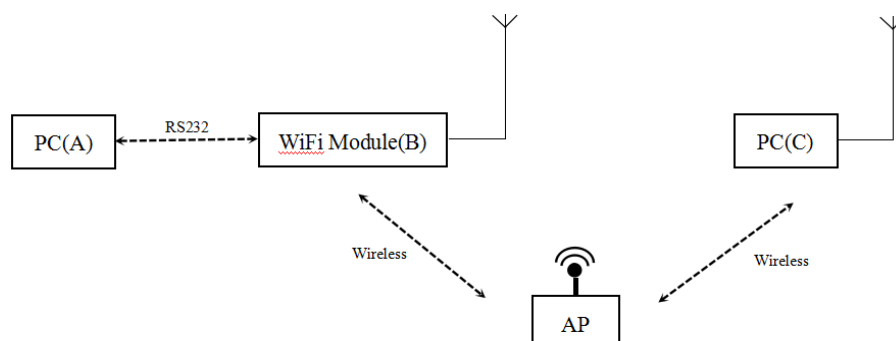 RS232
PC(A)
WiFi Module(B)
PC(C)
Wireless
Wireless
AP